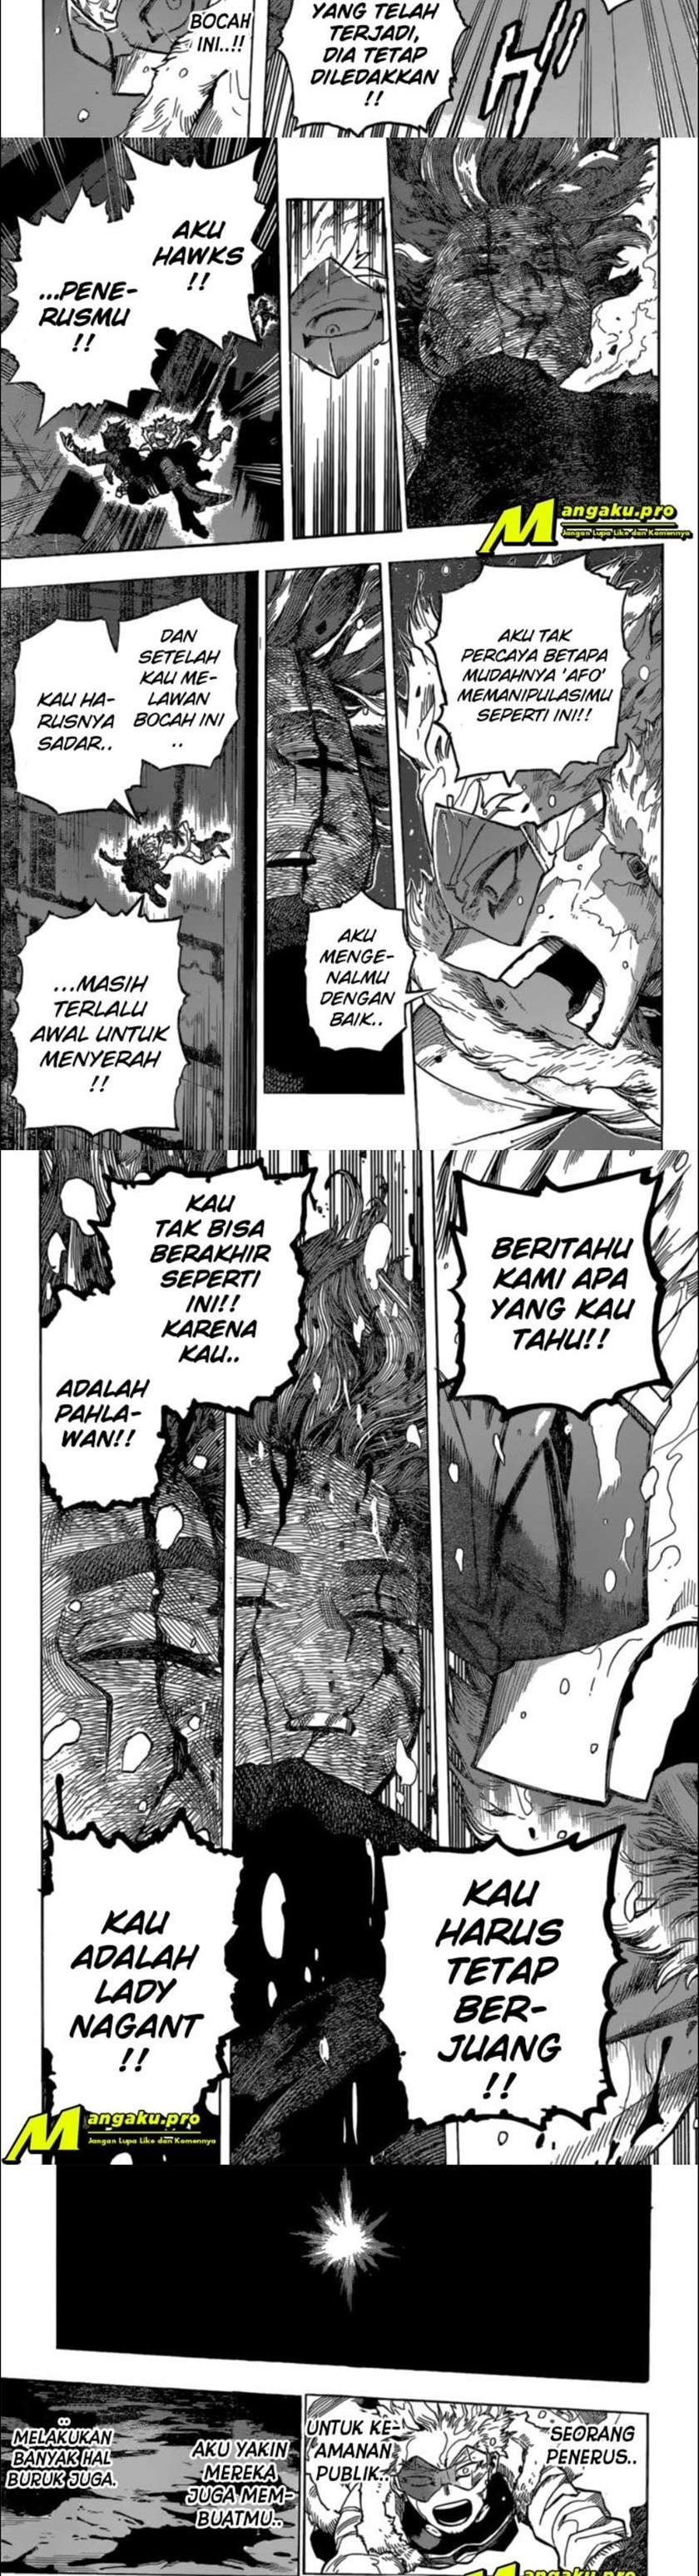 YANG TELAH
TERJADI,
DIA TETAP
DILEDAKKAN
!!
BOCAH
INI..!!
AKU
HAWKS
!!
...PENE-
RUSMU
!!
Mangaku.pro
Jangan Lupa Like dan Komennya
AKU TAK
PERCAYA BETAPA
MUDAHNYA 'AFO'
MEMANIPULASIMU
SEPERTI INI!!
AKU
MENGE-
NALMU
DENGAN
BAIK..
DAN
SETELAH
KAU ME-
LAWAN
BOCAH INI
..
KAU HA-
RUSNYA
SADAR..
...MASIH
TERLALU
AWAL UNTUK
MENYERAH
!!
BERITAHU
KAMI APA
YANG KAU
TAHU!!
KAU
TAK BISA
BERAKHIR
SEPERTI
INI!!
KARENA
KAU..
ADALAH
PAHLA-
WAN!!
KAU
HARUS
TETAP
BER-
JUANG
!!
KAU
ADALAH
LADY
NAGANT
!!
Mangaku.pro
Jangan Lupa Like dan Komennya
SEORANG
PENERUS..
UNTUK KE-
AMANAN
PUBLIK..
AKU YAKIN
MEREKA
JUGA MEM-
BUATMU..
..
MELAKUKAN
BANYAK HAL
BURUK JUGA.
Mangaku.pro